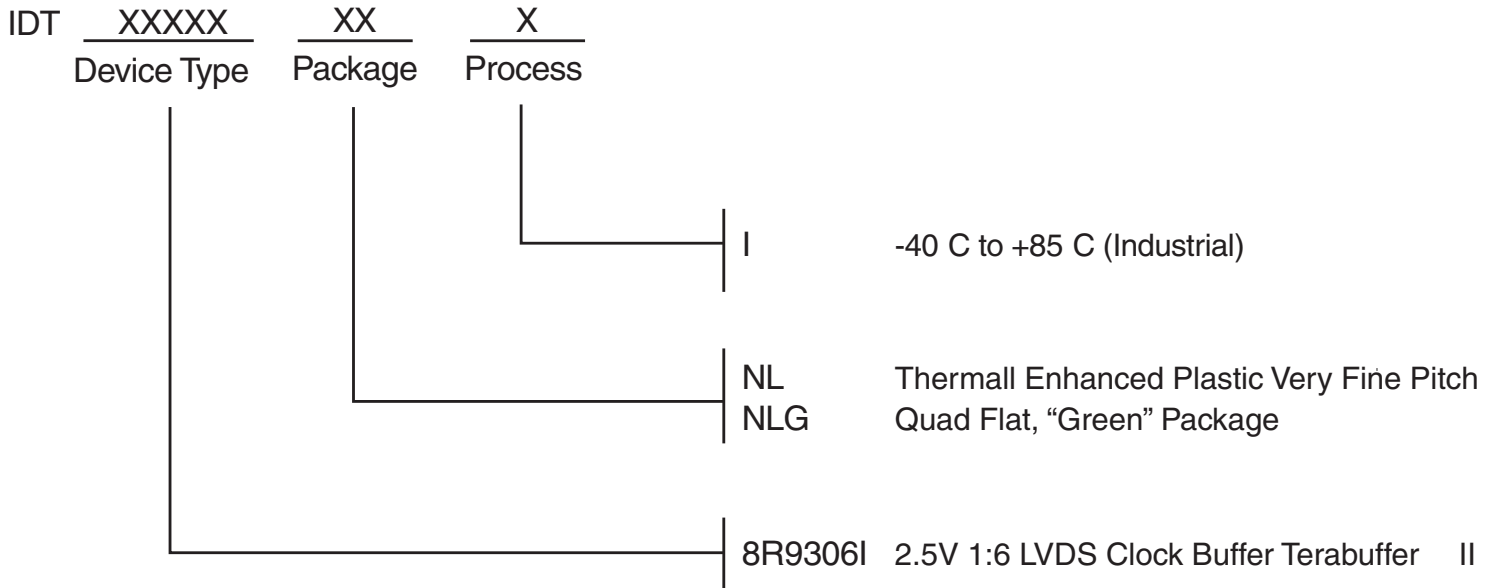 IDT XXXXX XX X
Device Type Package Process
I -40 C to +85 C (Industrial)
NL Thermall Enhanced Plastic Very Fine Pitch
NLG Quad Flat, “Green” Package
8R9306I 2.5V 1:6 LVDS Clock Buffer Terabuffer II